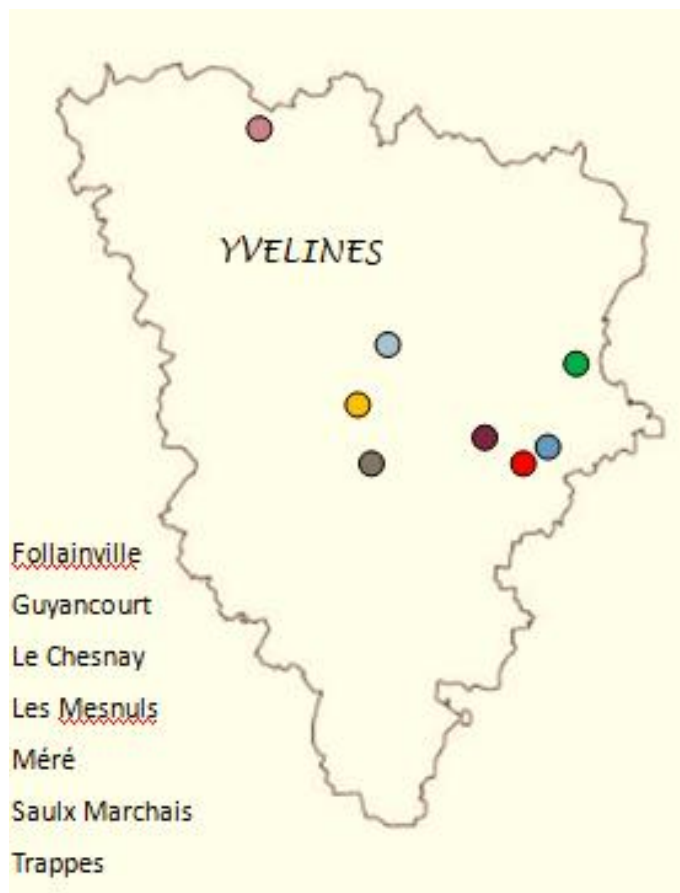 YVELINES
Follainville
Guyancourt
Le Chesnay
Les Mesnuls
Méré
Saulx Marchais
Trappes